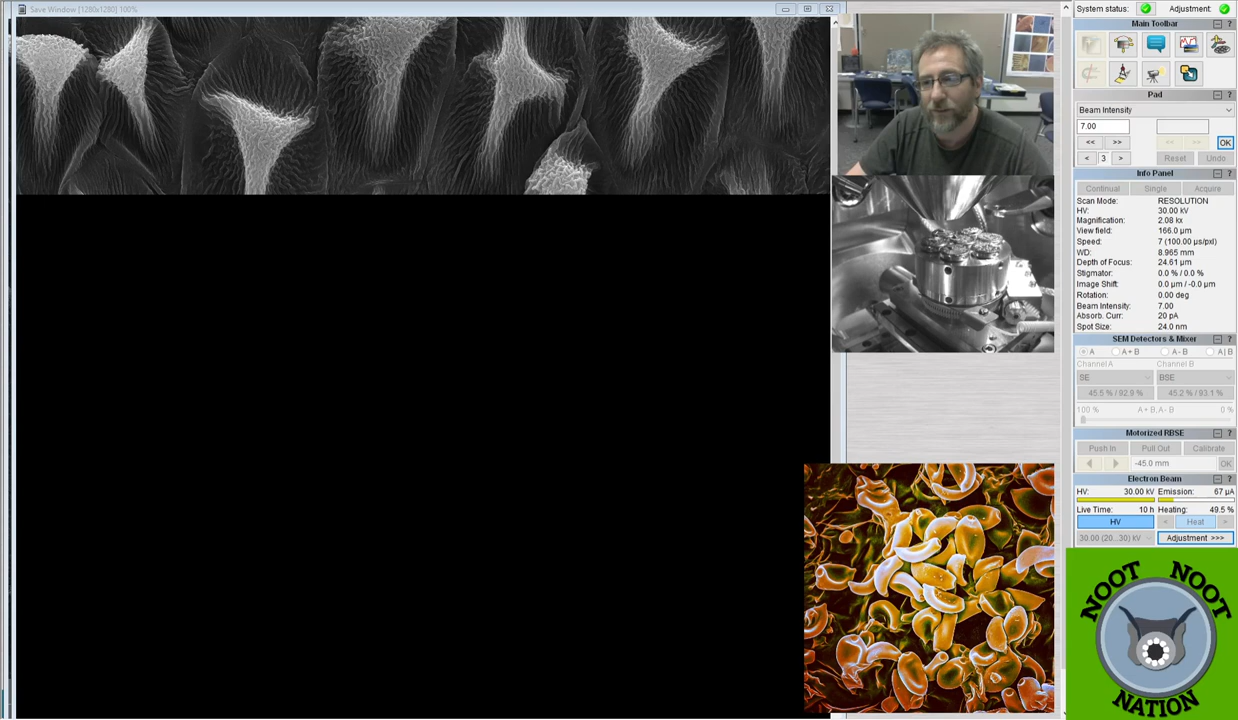 Save Window [1280x1280] 100%
System status: Adjustment:
Main Toolbar
Pad
Beam Intensity
7.00
<< >> << >> OK
< 3 > Reset Undo
Info Panel
Continual Single Acquire
Scan Mode: RESOLUTION
HV: 30.00 kV
Magnification: 2.08 kx
View field: 166.0 µm
Speed: 7 (100.00 µs/pxl)
WD: 8.965 mm
Depth of Focus: 24.61 µm
Stigmator: 0.0 % / 0.0 %
Image Shift: 0.0 µm / -0.0 µm
Rotation: 0.00 deg
Beam Intensity: 7.00
Absorb. Curr: 20 pA
Spot Size: 24.0 nm
SEM Detectors & Mixer
A A + B A - B A | B
Channel A Channel B
SE BSE
45.5 % / 92.9 % 45.2 % / 93.1 %
100 % A + B, A - B 0 %
Motorized RBSE
Push In Pull Out Calibrate
-45.0 mm OK
Electron Beam
HV: 30.00 kV Emission: 67 µA
Live Time: 10 h Heating: 49.5 %
HV < Heat >
30.00 (20...30) kV Adjustment >>>
NOOT NOOT
NATION